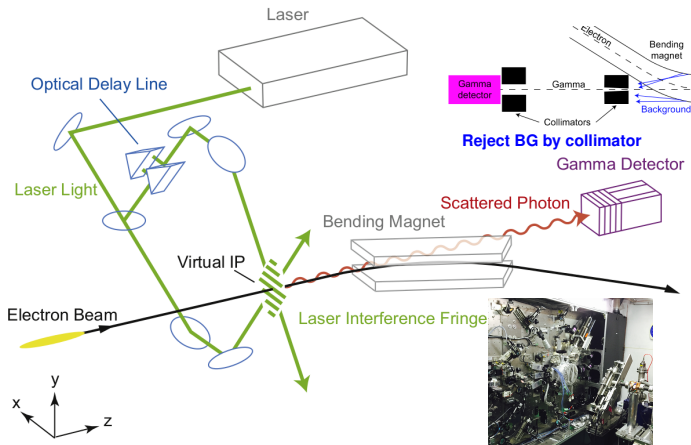 Laser
Optical Delay Line
Laser Light
Virtual IP
Electron Beam
Bending Magnet
Laser Interference Fringe
Scattered Photon
Gamma Detector
x
y
z
Electron
Bending
magnet
Gamma
detector
Gamma
Collimators
Background
Reject BG by collimator